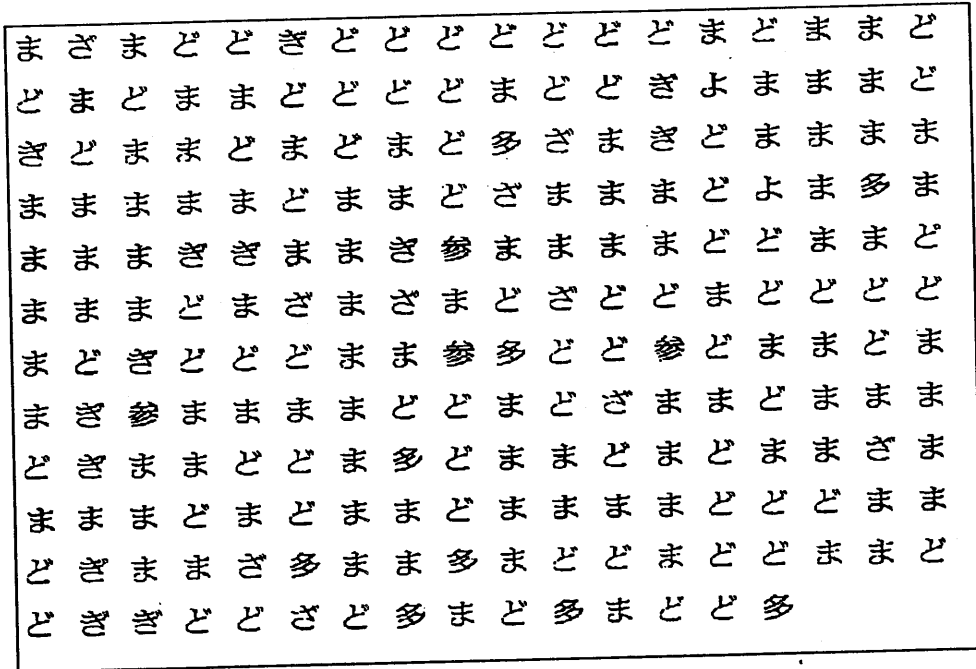 まざまどどぎどどどどどどどまどままど
どまどままどどどどまどどぎよまままど
ぎどままどまどまど多ざまぎどまままま
まままままどままどざまままどよま多ま
まままぎぎままぎ参ままままどどままど
まままどまざまざまどざどどまどどどど
まどぎどどどまま参多どど参どままどま
まぎ参まままままどどまどざままどままま
どぎままどどま多どままどまどままざま
まままどまどままどまままままどどどまま
どぎままざ多まま多まどどまどどままど
どぎぎどどざど多まど多まどど多